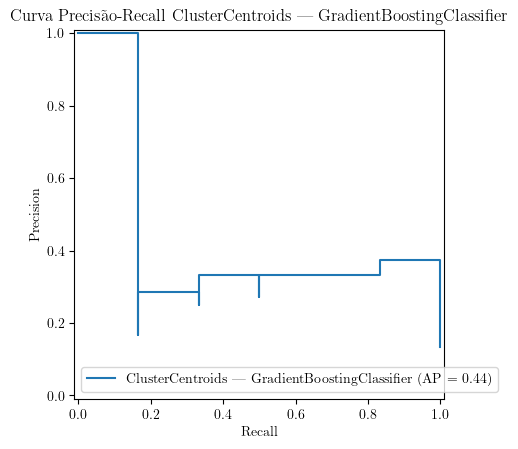 Curva Precisão-Recall ClusterCentroids — GradientBoostingClassifier
1.0
0.8
0.6
0.4
0.2
0.0
Precision
ClusterCentroids — GradientBoostingClassifier (AP = 0.44)
0.0 0.2 0.4 0.6 0.8 1.0
Recall